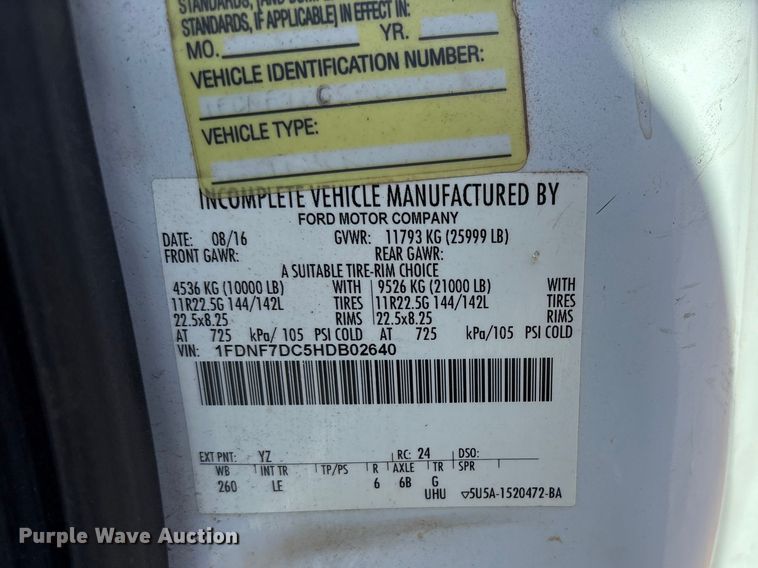 STANDARDS, IF APPLICABLE] IN EFFECT IN:
MO. YR.
VEHICLE IDENTIFICATION NUMBER:
VEHICLE TYPE:
INCOMPLETE VEHICLE MANUFACTURED BY
FORD MOTOR COMPANY
DATE: 08/16 GVWR: 11793 KG (25999 LB)
FRONT GAWR: REAR GAWR:
A SUITABLE TIRE-RIM CHOICE
4536 KG (10000 LB) WITH 9526 KG (21000 LB) WITH
11R22.5G 144/142L TIRES 11R22.5G 144/142L TIRES
22.5x8.25 RIMS 22.5x8.25 RIMS
AT 725 kPa/ 105 PSI COLD AT 725 kPa/105 PSI COLD
VIN: 1FDNF7DC5HDB02640
EXT PNT: YZ RC: 24 DSO:
WB INT TR TP/PS R AXLE TR SPR
260 LE 6 6B G
UHU ▽5U5A-1520472-BA
Purple Wave Auction